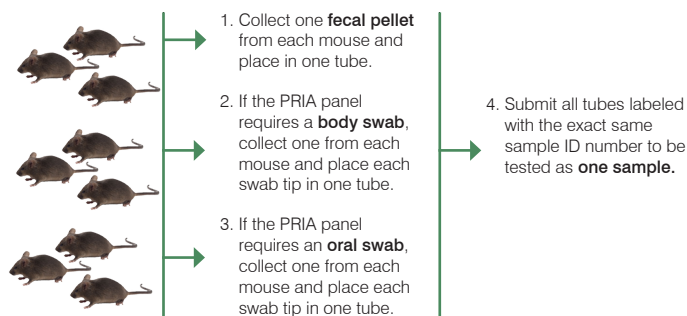 1. Collect one fecal pellet
from each mouse and
place in one tube.
2. If the PRIA panel
requires a body swab,
collect one from each
mouse and place each
swab tip in one tube.
3. If the PRIA panel
requires an oral swab,
collect one from each
mouse and place each
swab tip in one tube.
4. Submit all tubes labeled
with the exact same
sample ID number to be
tested as one sample.